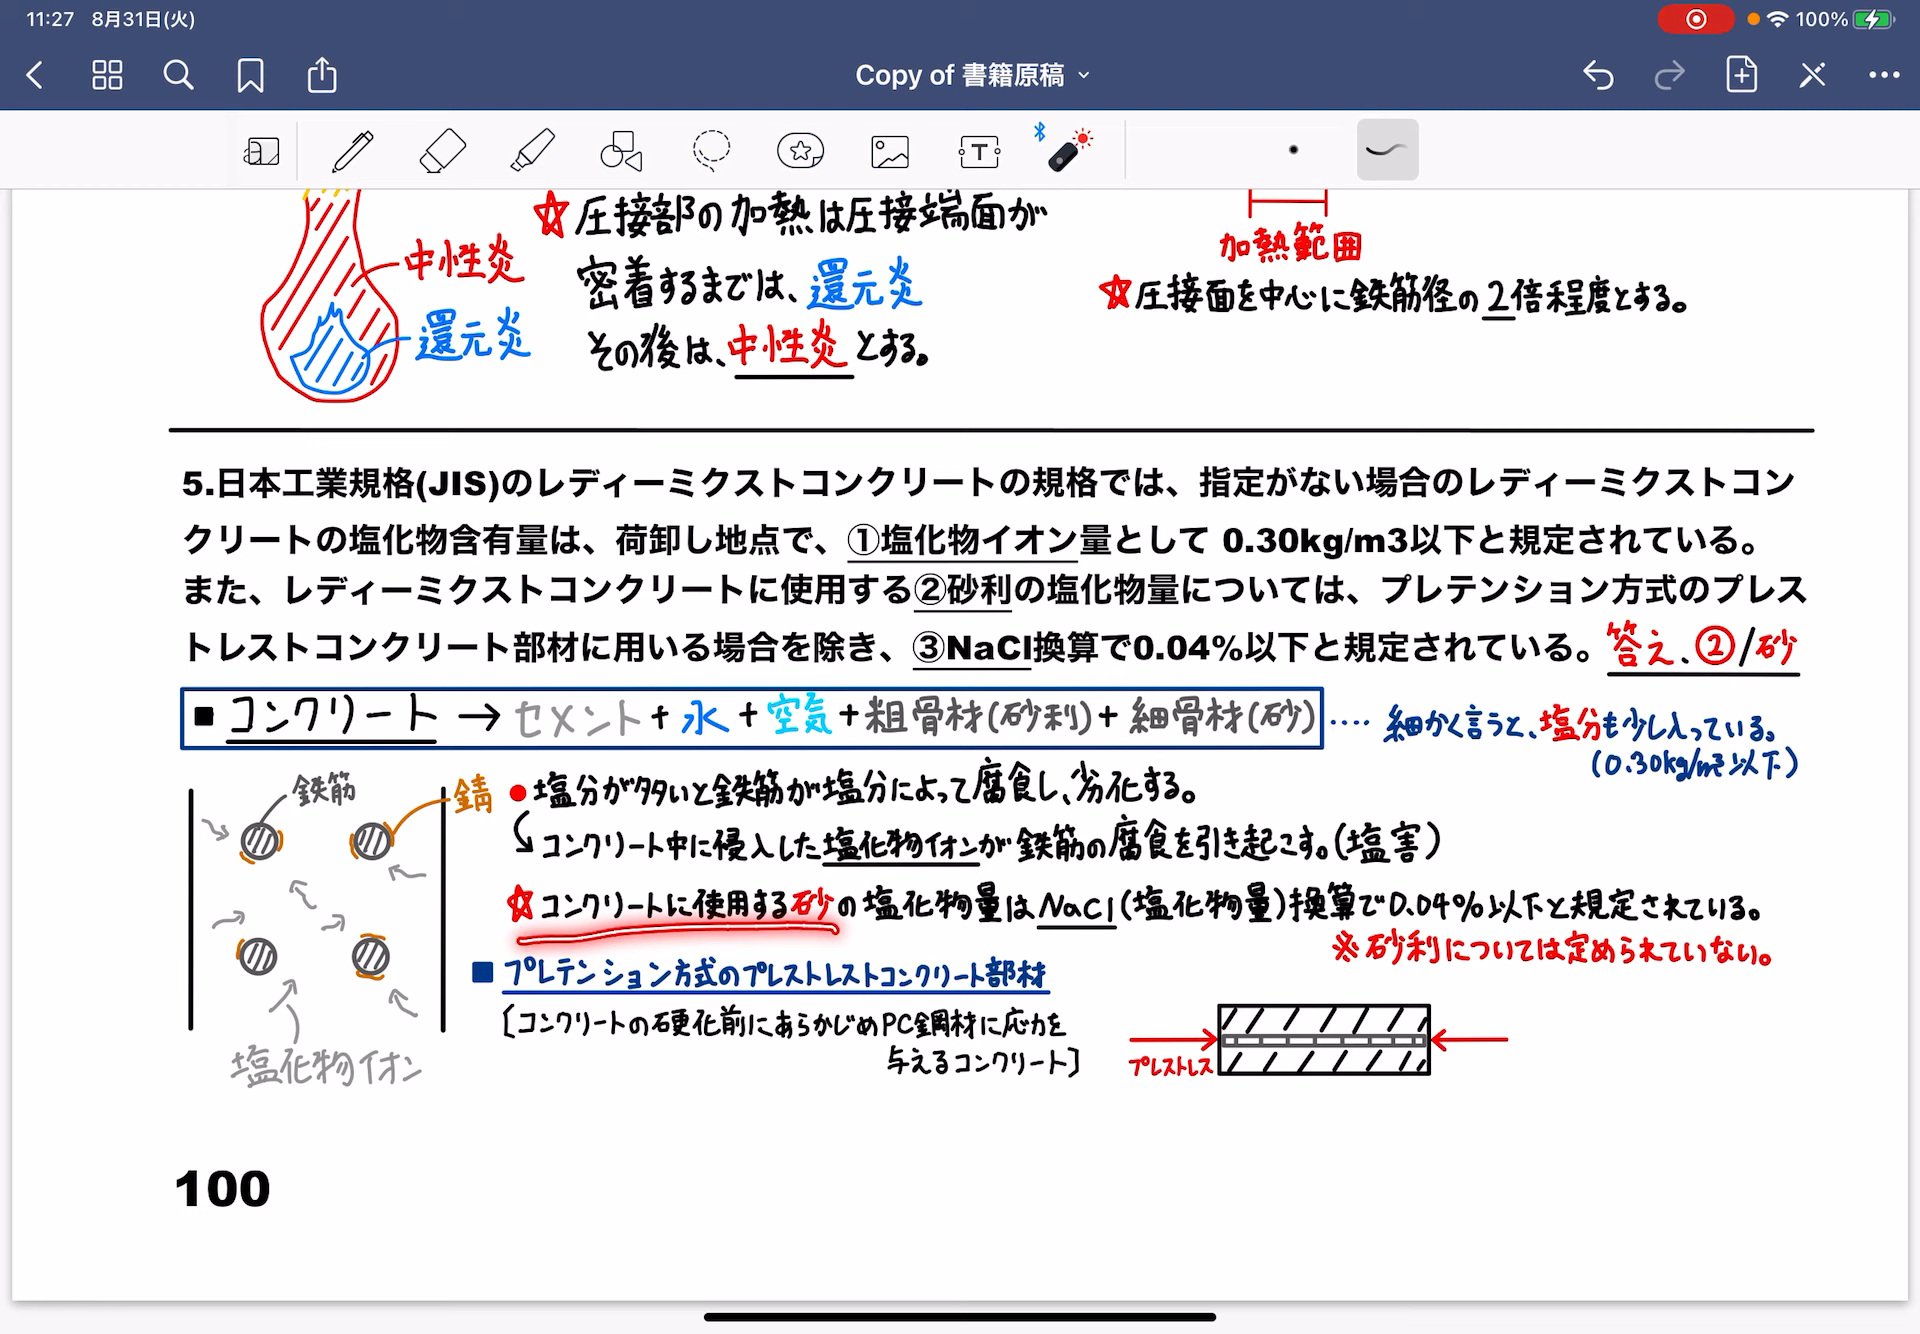 11:27 8月31日(火)
100%
Copy of 書籍原稿
☆圧接部の加熱は圧接端面が
密着するまでは、還元炎
その後は、中性炎とする。
中性炎
還元炎
加熱範囲
☆圧接面を中心に鉄筋径の2倍程度とする。
5.日本工業規格(JIS)のレディーミクストコンクリートの規格では、指定がない場合のレディーミクストコン
クリートの塩化物含有量は、荷卸し地点で、①塩化物イオン量として 0.30kg/m3以下と規定されている。
また、レディーミクストコンクリートに使用する②砂利の塩化物量については、プレテンション方式のプレス
トレストコンクリート部材に用いる場合を除き、③NaCl換算で0.04%以下と規定されている。答え、②/砂
■ コンクリート → セメント + 水 + 空気 + 粗骨材(砂利) + 細骨材(砂) ‥‥ 細かく言うと、塩分も少し入っている。
(0.30kg/m³以下)
鉄筋
錆
●塩分が多いと鉄筋が塩分によって腐食し、劣化する。
↳コンクリート中に侵入した塩化物イオンが鉄筋の腐食を引き起こす。(塩害)
☆コンクリートに使用する砂の塩化物量はNaCl(塩化物量)換算で0.04%以下と規定されている。
※砂利については定められていない。
■ プレテンション方式のプレストレストコンクリート部材
[コンクリートの硬化前にあらかじめPC鋼材に応力を
与えるコンクリート]
プレストレス
塩化物イオン
100